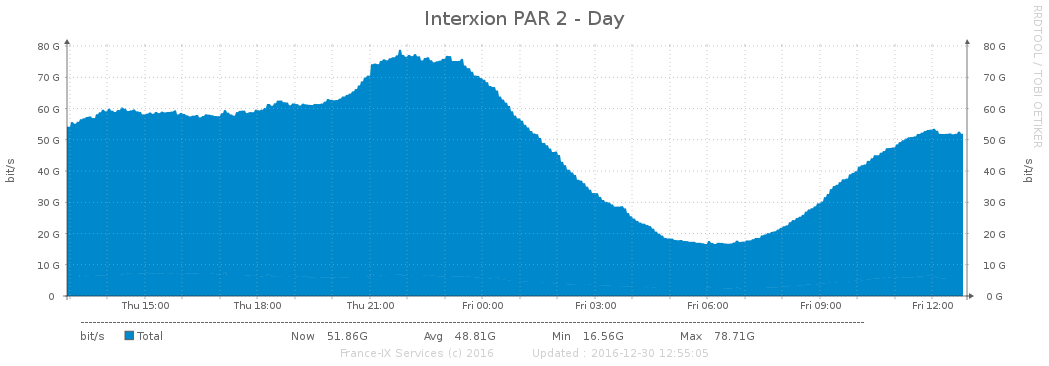 Interxion PAR 2 - Day
RRDTOOL / TOBI OETIKER
80 G 80 G
70 G 70 G
60 G 60 G
50 G 50 G
40 G 40 G
30 G 30 G
20 G 20 G
10 G 10 G
0 0 G
bit/s bit/s
Thu 15:00 Thu 18:00 Thu 21:00 Fri 00:00 Fri 03:00 Fri 06:00 Fri 09:00 Fri 12:00
bit/s Total Now 51.86G Avg 48.81G Min 16.56G Max 78.71G
France-IX Services (c) 2016 Updated : 2016-12-30 12:55:05